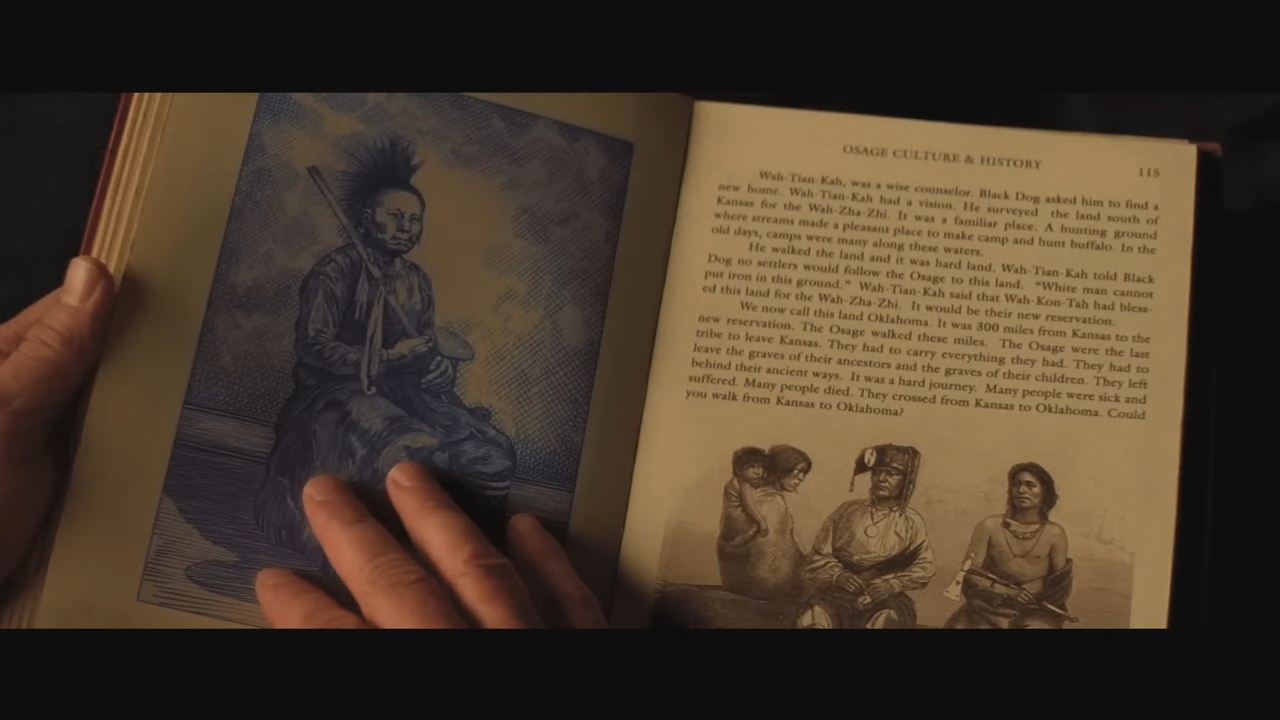 OSAGE CULTURE & HISTORY
115
Wah-Tian-Kah, was a wise counselor. Black Dog asked him to find a
new home. Wah-Tian-Kah had a vision. He surveyed the land south of
Kansas for the Wah-Zha-Zhi. It was a familiar place. A hunting ground
where streams made a pleasant place to make camp and hunt buffalo. In the
old days, camps were many along these waters.
He walked the land and it was hard land. Wah-Tian-Kah told Black
Dog no settlers would follow the Osage to this land. "White man cannot
put iron in this ground." Wah-Tian-Kah said that Wah-Kon-Tah had bless-
ed this land for the Wah-Zha-Zhi. It would be their new reservation.
We now call this land Oklahoma. It was 300 miles from Kansas to the
new reservation. The Osage walked these miles. The Osage were the last
tribe to leave Kansas. They had to carry everything they had. They had to
leave the graves of their ancestors and the graves of their children. They left
behind their ancient ways. It was a hard journey. Many people were sick and
suffered. Many people died. They crossed from Kansas to Oklahoma. Could
you walk from Kansas to Oklahoma?